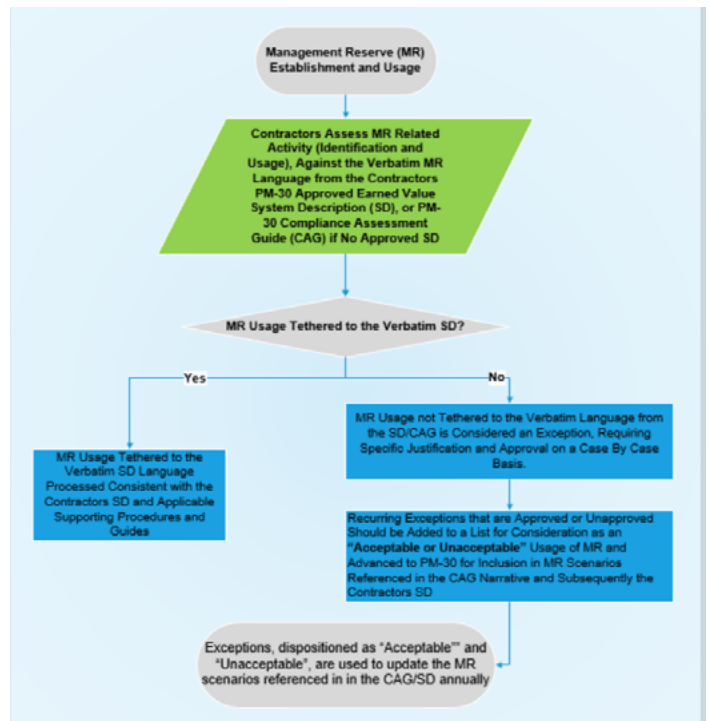 Management Reserve (MR)
Establishment and Usage
Contractors Assess MR Related
Activity (Identification and
Usage), Against the Verbatim MR
Language from the Contractors
PM-30 Approved Earned Value
System Description (SD), or PM-
30 Compliance Assessment
Guide (CAG) if No Approved SD
MR Usage Tethered to the Verbatim SD?
Yes
No
MR Usage Tethered to the
Verbatim SD Language
Processed Consistent with the
Contractors SD and Applicable
Supporting Procedures and
Guides
MR Usage not Tethered to the Verbatim Language from
the SD/CAG is Considered an Exception, Requiring
Specific Justification and Approval on a Case By Case
Basis.
Recurring Exceptions that are Approved or Unapproved
Should be Added to a List for Consideration as an
“Acceptable or Unacceptable” Usage of MR and
Advanced to PM-30 for Inclusion in MR Scenarios
Referenced in the CAG Narrative and Subsequently the
Contractors SD
Exceptions, dispositioned as “Acceptable”” and
“Unacceptable”, are used to update the MR
scenarios referenced in in the CAG/SD annually